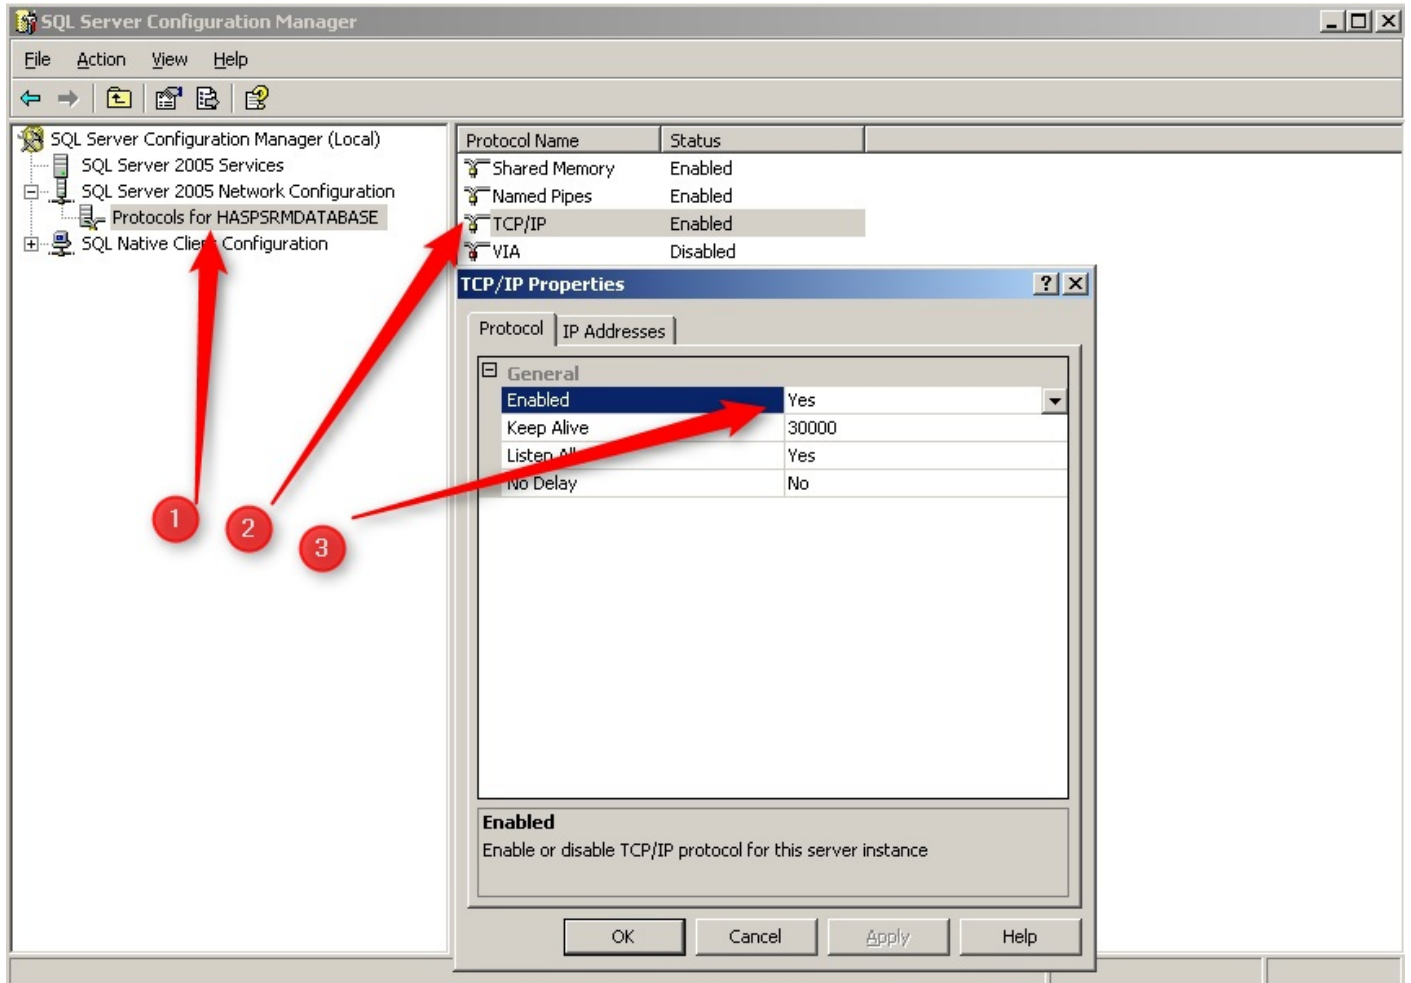 SQL Server Configuration Manager
File Action View Help
SQL Server Configuration Manager (Local)
SQL Server 2005 Services
SQL Server 2005 Network Configuration
Protocols for HASPSRMDATABASE
SQL Native Client Configuration
Protocol Name Status
Shared Memory Enabled
Named Pipes Enabled
TCP/IP Enabled
VIA Disabled
TCP/IP Properties
Protocol IP Addresses
General
Enabled Yes
Keep Alive 30000
Listen All Yes
No Delay No
1
2
3
Enabled
Enable or disable TCP/IP protocol for this server instance
OK Cancel Apply Help